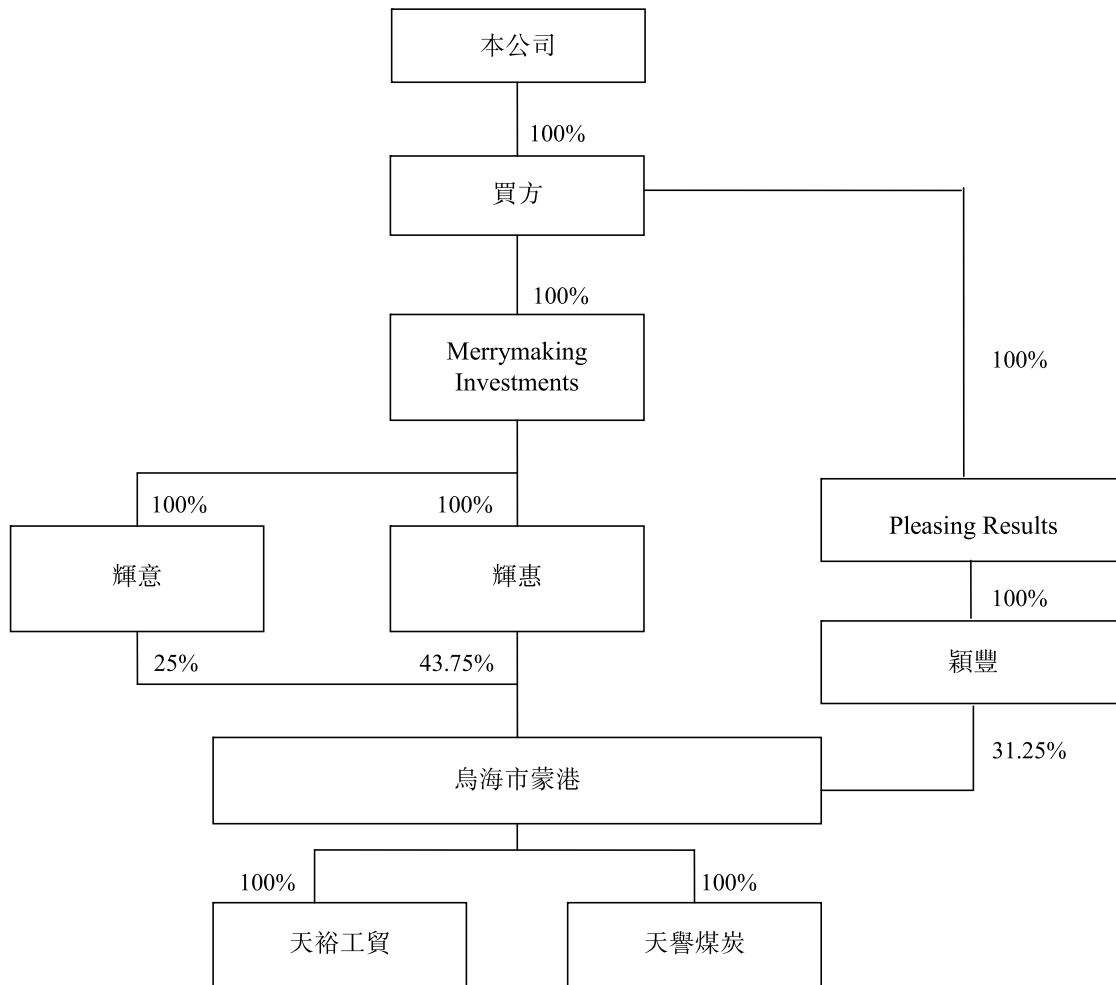 本公司
100%
買方
100%
Merrymaking
Investments
100%
100%
100%
Pleasing Results
輝意
輝惠
100%
25%
43.75%
穎豐
31.25%
烏海市蒙港
100%
100%
天裕工貿
天譽煤炭